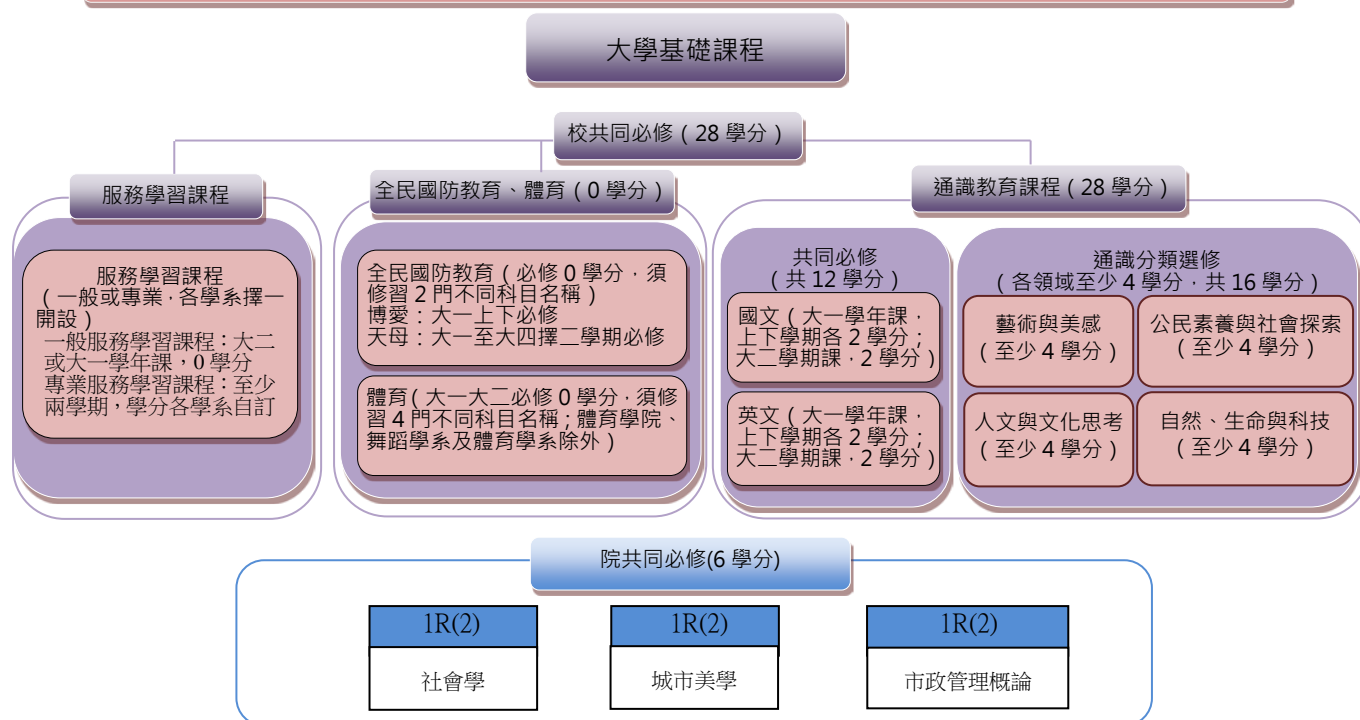 大學基礎課程
校共同必修（28 學分）
服務學習課程
服務學習課程
（一般或專業，各學系擇一
開設）
一般服務學習課程：大二
或大一學年課，0 學分
專業服務學習課程：至少
兩學期，學分各學系自訂
全民國防教育、體育（0 學分）
全民國防教育（必修 0 學分，須
修習 2 門不同科目名稱）
博愛：大一上下必修
天母：大一至大四擇二學期必修
體育（大一大二必修 0 學分，須修
習 4 門不同科目名稱；體育學院、
舞蹈學系及體育學系除外）
通識教育課程（28 學分）
共同必修
（共 12 學分）
國文（大一學年課，
上下學期各 2 學分；
大二學期課，2 學分）
英文（大一學年課，
上下學期各 2 學分；
大二學期課，2 學分）
通識分類選修
（各領域至少 4 學分，共 16 學分）
藝術與美感
（至少 4 學分）
公民素養與社會探索
（至少 4 學分）
人文與文化思考
（至少 4 學分）
自然、生命與科技
（至少 4 學分）
院共同必修(6 學分)
1R(2)
社會學
1R(2)
城市美學
1R(2)
市政管理概論